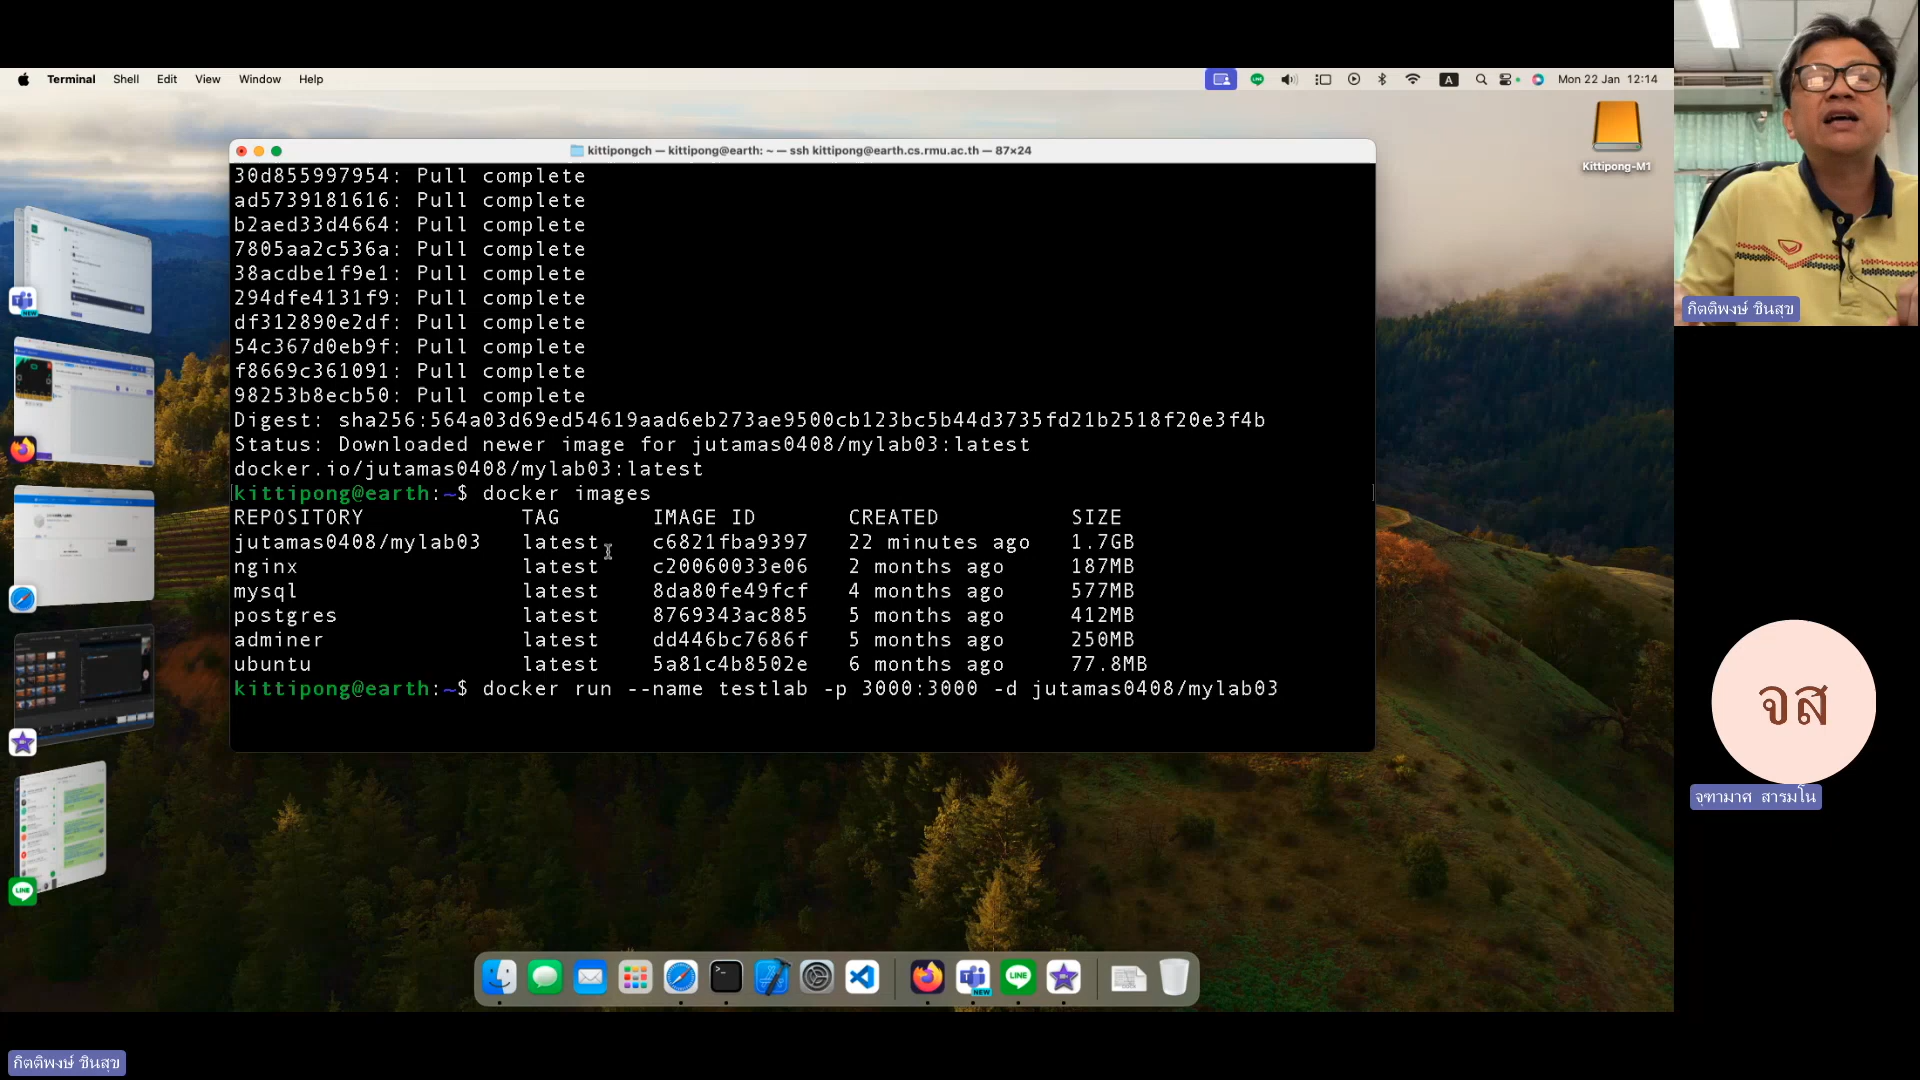 Terminal Shell Edit View Window Help
A Mon 22 Jan 12:14
Kittipong-M1
kittipongch — kittipong@earth: ~ — ssh kittipong@earth.cs.rmu.ac.th — 87×24
30d855997954: Pull complete
ad5739181616: Pull complete
b2aed33d4664: Pull complete
7805aa2c536a: Pull complete
38acdbe1f9e1: Pull complete
294dfe4131f9: Pull complete
df312890e2df: Pull complete
54c367d0eb9f: Pull complete
f8669c361091: Pull complete
98253b8ecb50: Pull complete
Digest: sha256:564a03d69ed54619aad6eb273ae9500cb123bc5b44d3735fd21b2518f20e3f4b
Status: Downloaded newer image for jutamas0408/mylab03:latest
docker.io/jutamas0408/mylab03:latest
kittipong@earth:~$ docker images
REPOSITORY TAG IMAGE ID CREATED SIZE
jutamas0408/mylab03 latest c6821fba9397 22 minutes ago 1.7GB
nginx latest c20060033e06 2 months ago 187MB
mysql latest 8da80fe49fcf 4 months ago 577MB
postgres latest 8769343ac885 5 months ago 412MB
adminer latest dd446bc7686f 5 months ago 250MB
ubuntu latest 5a81c4b8502e 6 months ago 77.8MB
kittipong@earth:~$ docker run --name testlab -p 3000:3000 -d jutamas0408/mylab03
NEW
LINE
NEW
LINE
กิตติพงษ์ ชินสุข
จส
จุฑามาศ สารมโน
กิตติพงษ์ ชินสุข